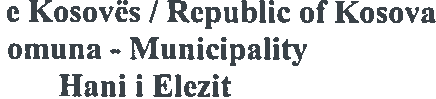 e Kosovës / Republic of Kosova
omuna - Municipality
Hani i Elezit